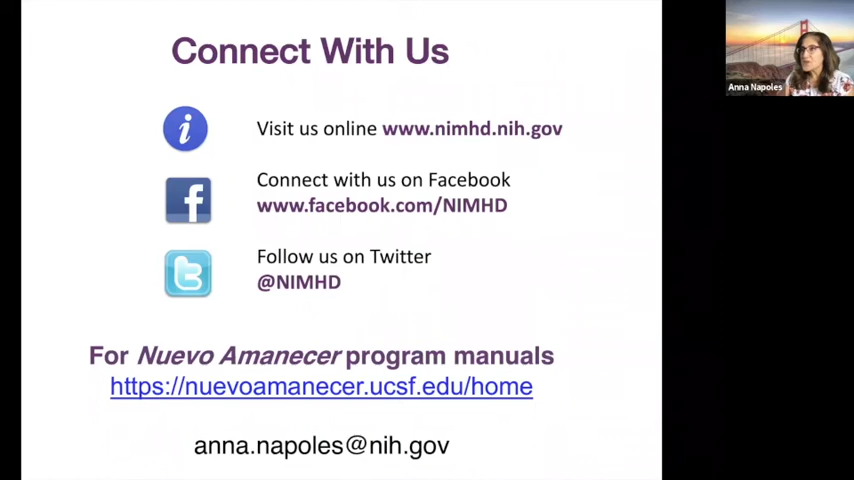 Connect With Us
Visit us online www.nimhd.nih.gov
Connect with us on Facebook
www.facebook.com/NIMHD
Follow us on Twitter
@NIMHD
For Nuevo Amanecer program manuals
https://nuevoamanecer.ucsf.edu/home
anna.napoles@nih.gov
Anna Napoles